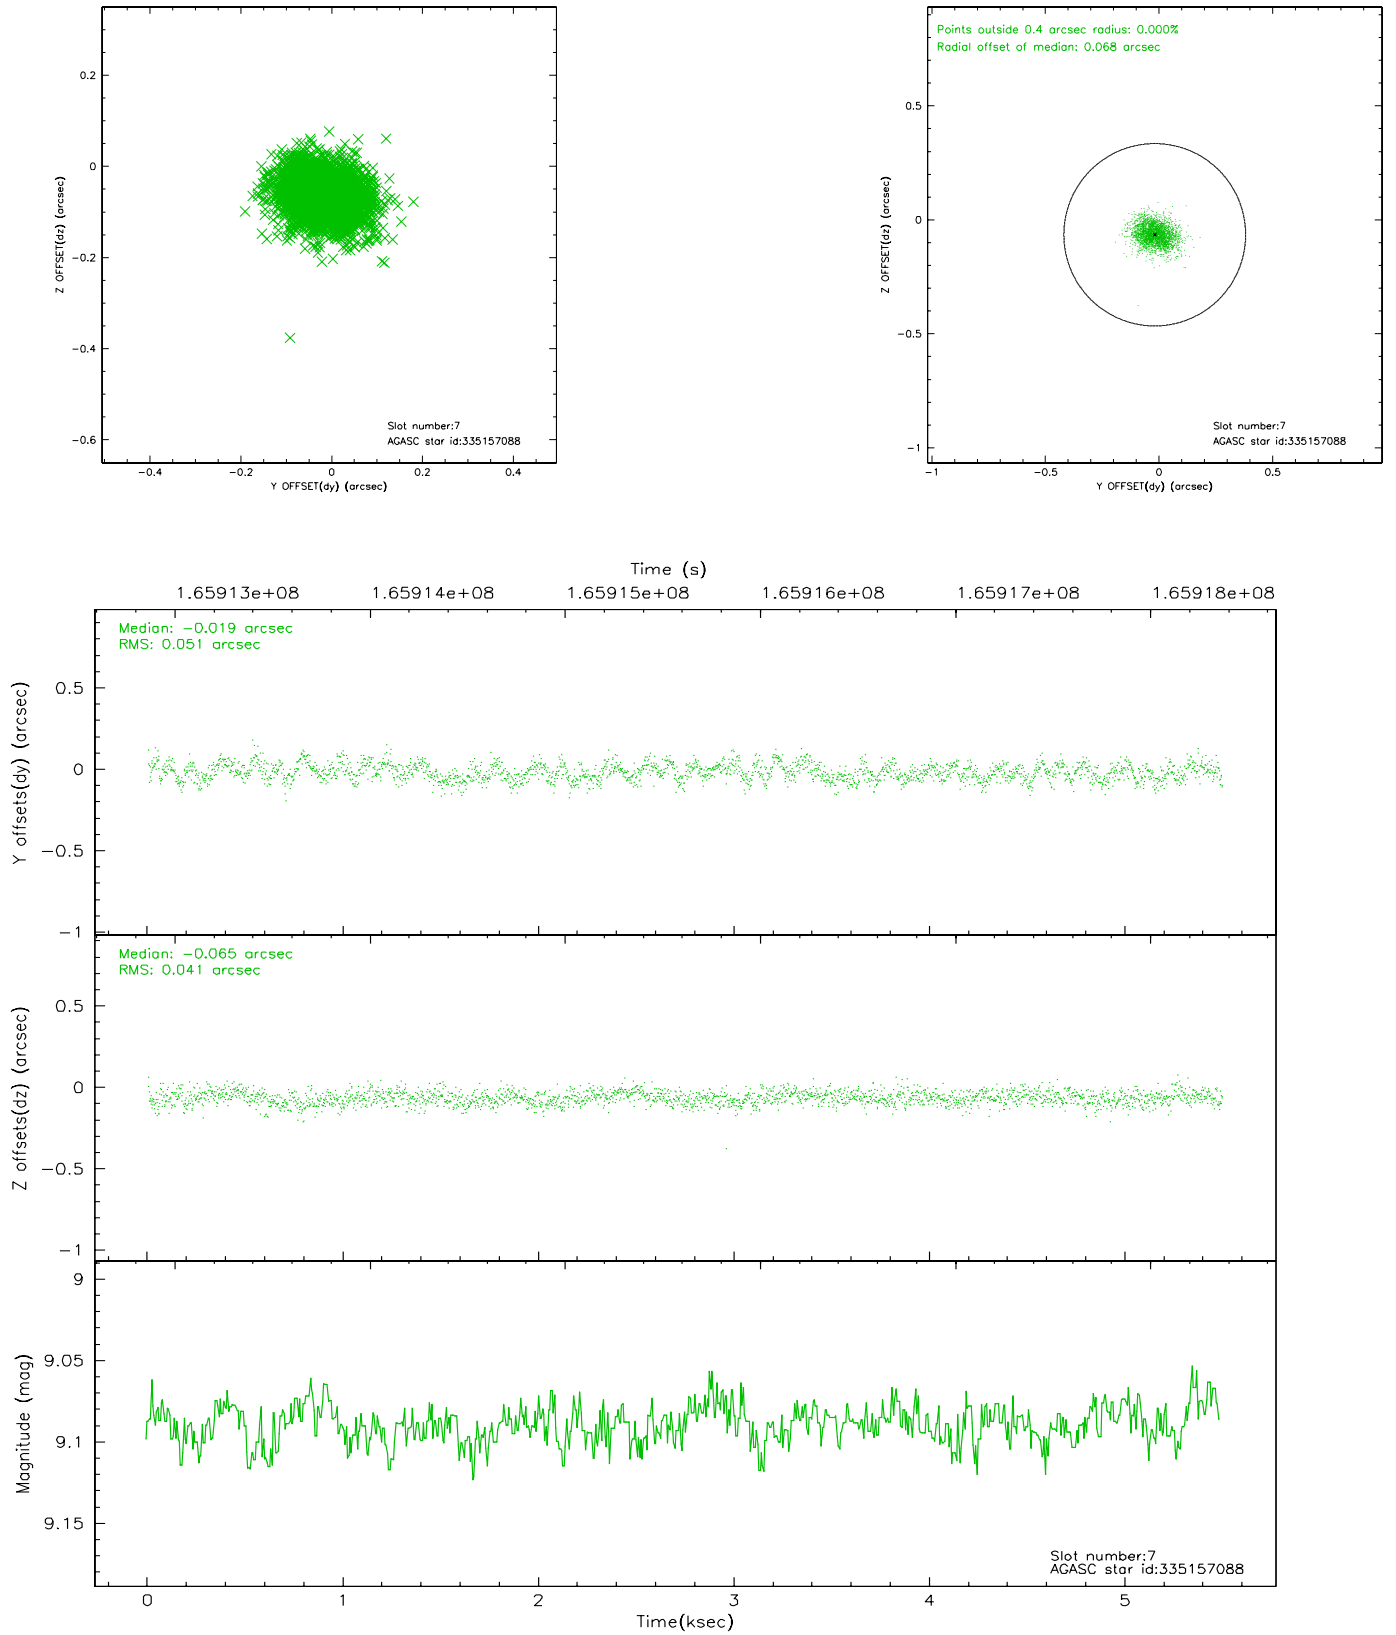 0.2
0
−0.2
−0.4
−0.6
Z OFFSET(dz) (arcsec)
Slot number:7
AGASC star id:335157088
−0.4 −0.2 0 0.2 0.4
Y OFFSET(dy) (arcsec)
Points outside 0.4 arcsec radius: 0.000%
Radial offset of median: 0.068 arcsec
0.5
0
−0.5
−1
Z OFFSET(dz) (arcsec)
Slot number:7
AGASC star id:335157088
−1 −0.5 0 0.5
Y OFFSET(dy) (arcsec)
Time (s)
1.65913e+08 1.65914e+08 1.65915e+08 1.65916e+08 1.65917e+08 1.65918e+08
Median: −0.019 arcsec
RMS: 0.051 arcsec
0.5
0
−0.5
−1
Y offsets(dy) (arcsec)
Median: −0.065 arcsec
RMS: 0.041 arcsec
0.5
0
−0.5
−1
Z offsets(dz) (arcsec)
9
9.05
9.1
9.15
Magnitude (mag)
Slot number:7
AGASC star id:335157088
0 1 2 3 4 5
Time(ksec)